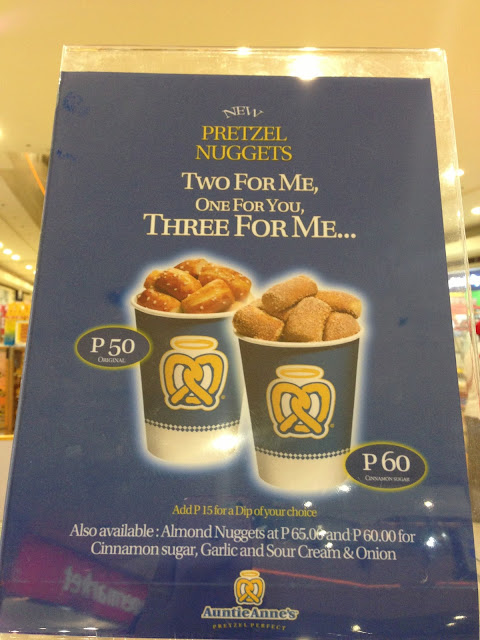 NEW
PRETZEL
NUGGETS
TWO FOR ME,
ONE FOR YOU,
THREE FOR ME...
P 50
ORIGINAL
P 60
CINNAMON SUGAR
Add P 15 for a Dip of your choice
Also available : Almond Nuggets at P 65.00 and P 60.00 for
Cinnamon sugar, Garlic and Sour Cream & Onion
AuntieAnne's
PRETZEL PERFECT